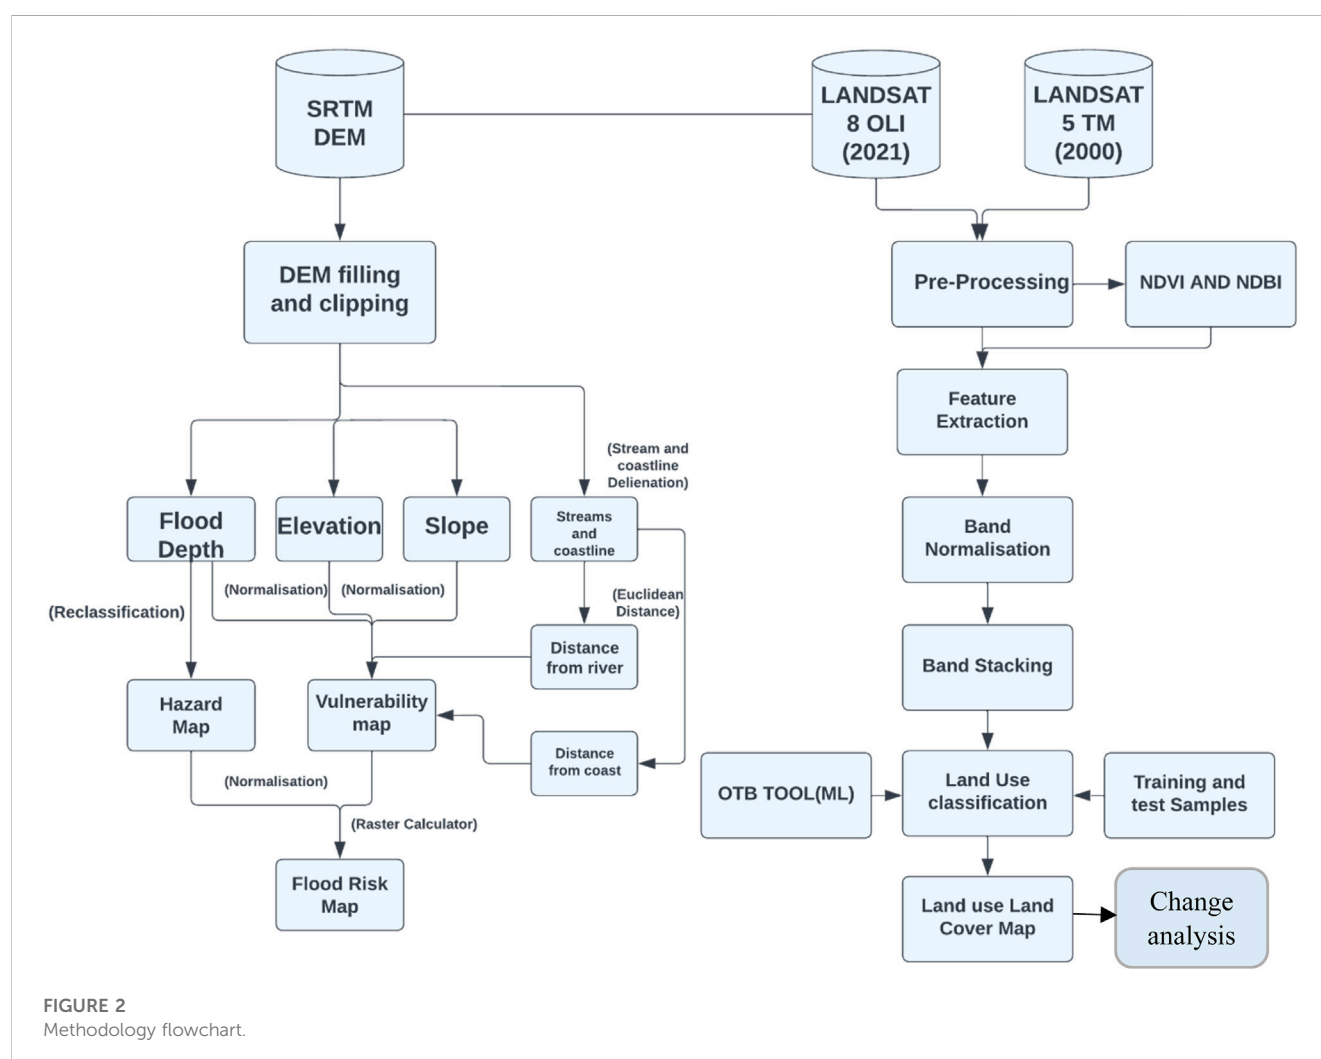 SRTM
DEM
LANDSAT
8 OLI
(2021)
LANDSAT
5 TM
(2000)
DEM filling
and clipping
Pre-Processing
NDVI AND NDBI
Feature
Extraction
(Stream and
coastline
Delienation)
Flood
Depth
Elevation
Slope
Streams
and
coastline
Band
Normalisation
(Normalisation)
(Normalisation)
(Reclassification)
(Euclidean
Distance)
Distance
from river
Band Stacking
Hazard
Map
Vulnerability
map
Distance
from coast
(Normalisation)
(Raster Calculator)
OTB TOOL(ML)
Land Use
classification
Training and
test Samples
Flood Risk
Map
Land use Land
Cover Map
Change
analysis
FIGURE 2
Methodology flowchart.